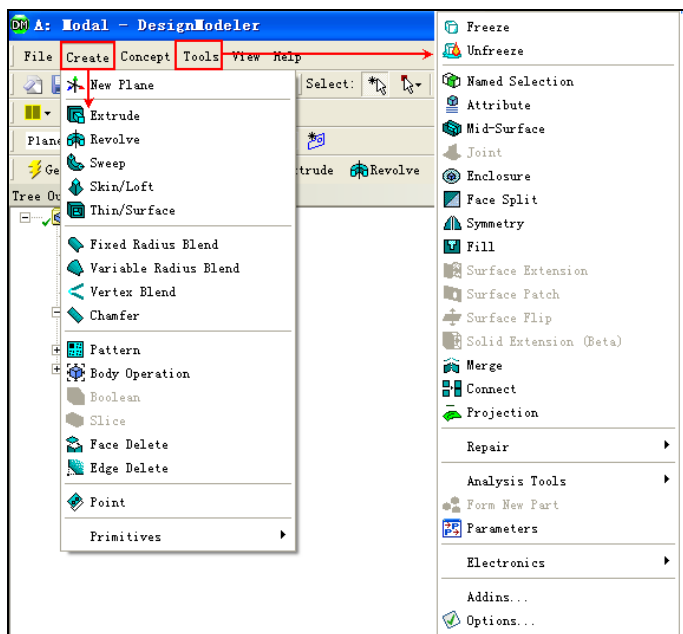 A: Modal - DesignModeler
File Create Concept Tools View Help
Select:
Plane
Ge trude Revolve
Tree Ou
New Plane
Extrude
Revolve
Sweep
Skin/Loft
Thin/Surface
Fixed Radius Blend
Variable Radius Blend
Vertex Blend
Chamfer
Pattern
Body Operation
Boolean
Slice
Face Delete
Edge Delete
Point
Primitives
Freeze
Unfreeze
Named Selection
Attribute
Mid-Surface
Joint
Enclosure
Face Split
Symmetry
Fill
Surface Extension
Surface Patch
Surface Flip
Solid Extension (Beta)
Merge
Connect
Projection
Repair
Analysis Tools
Form New Part
Parameters
Electronics
Addins...
Options...